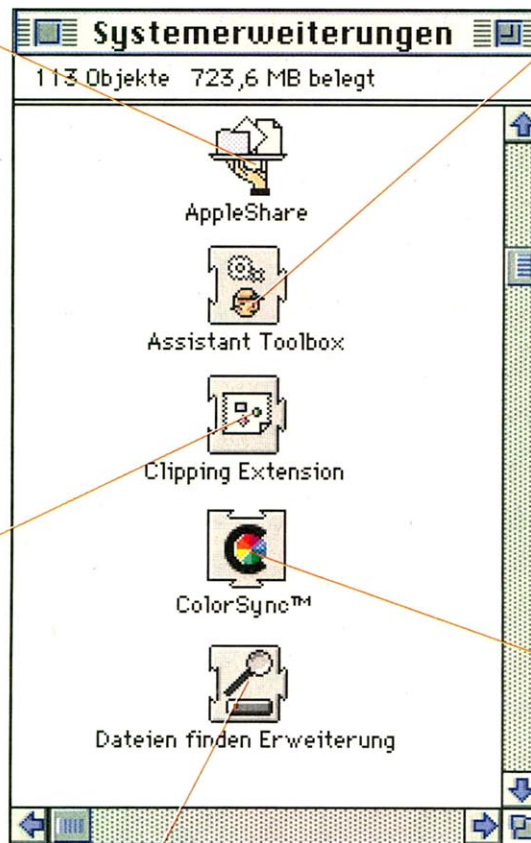 Systemerweiterungen
113 Objekte 723,6 MB belegt
AppleShare
Assistant Toolbox
Clipping Extension
ColorSync™
Dateien finden Erweiterung